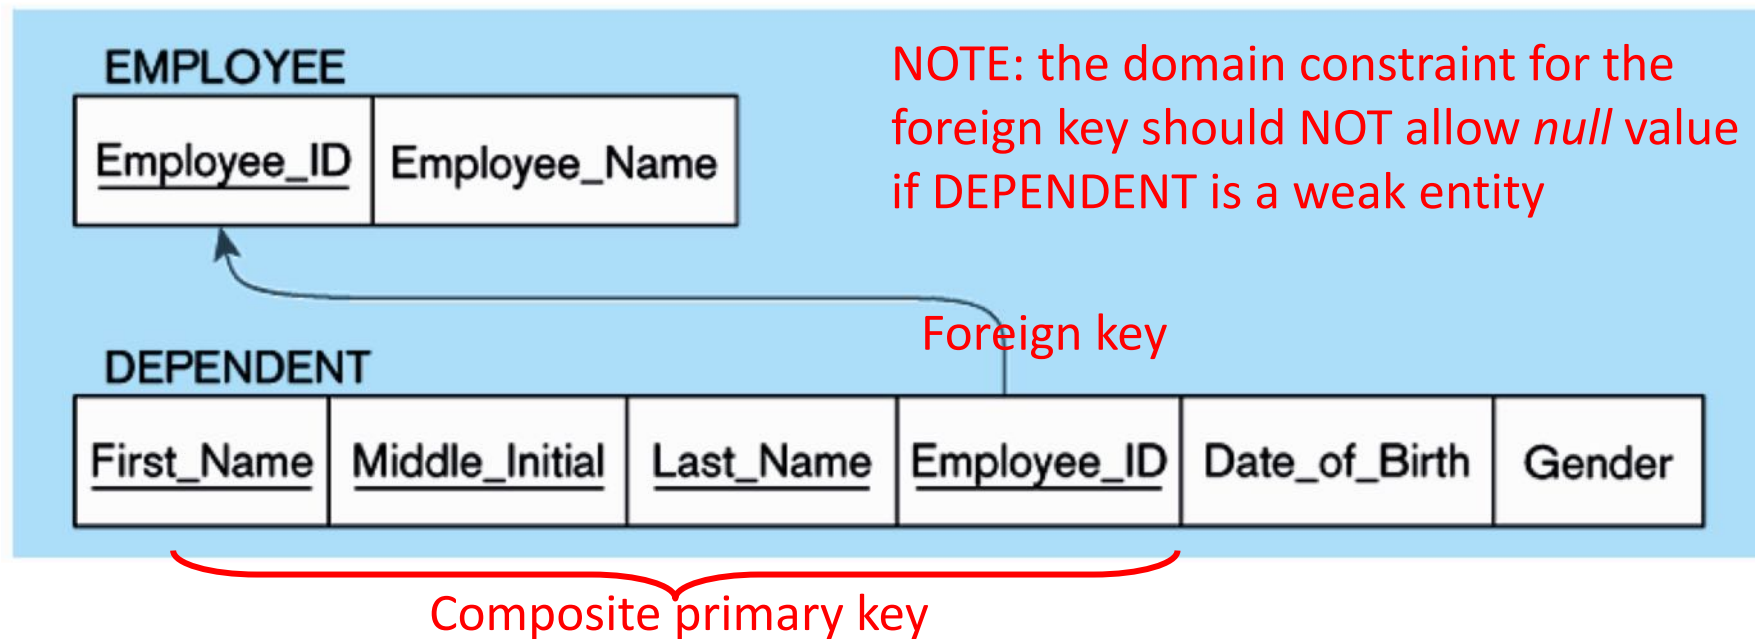 EMPLOYEE
Employee_ID Employee_Name
NOTE: the domain constraint for the
foreign key should NOT allow null value
if DEPENDENT is a weak entity
Foreign key
DEPENDENT
First_Name Middle_Initial Last_Name Employee_ID Date_of_Birth Gender
Composite primary key